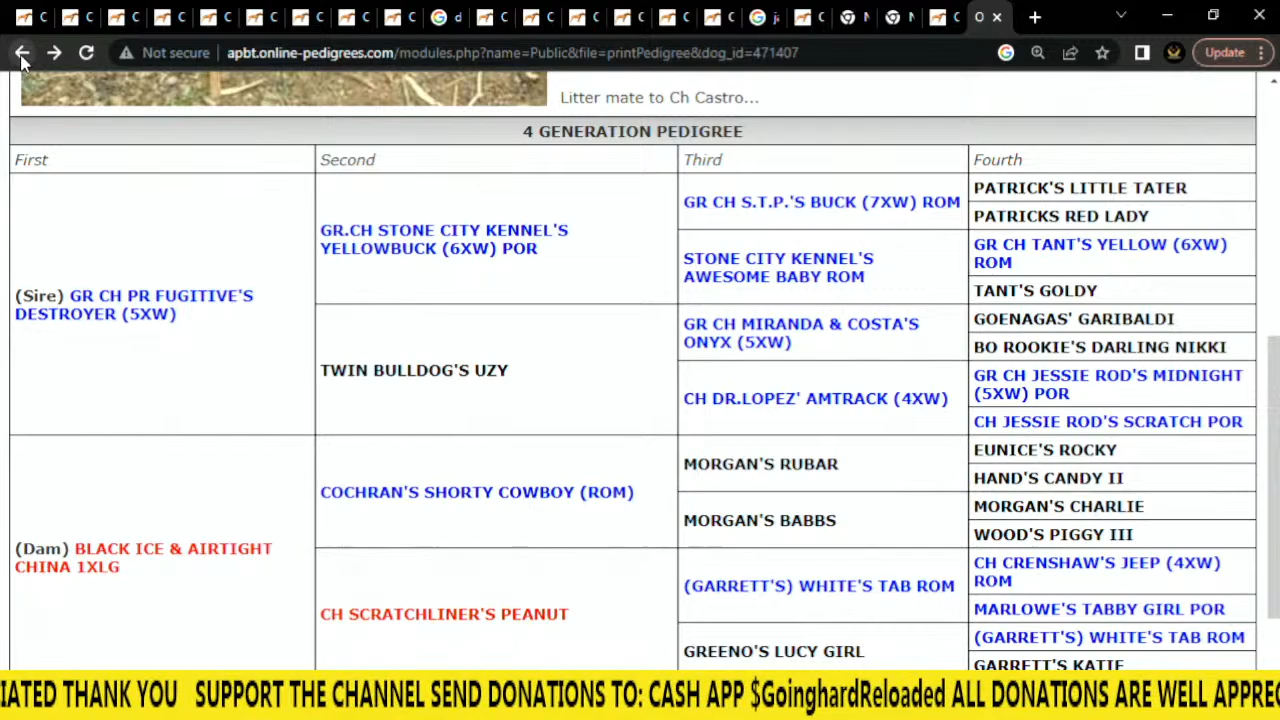 C C C C C C C C C G d C C C C C C G j C N N C O × +
Not secure apbt.online-pedigrees.com/modules.php?name=Public&file=printPedigree&dog_id=471407 Update
Litter mate to Ch Castro...
4 GENERATION PEDIGREE
First Second Third Fourth
(Sire) GR CH PR FUGITIVE'S
DESTROYER (5XW)
GR.CH STONE CITY KENNEL'S
YELLOWBUCK (6XW) POR
GR CH S.T.P.'S BUCK (7XW) ROM
PATRICK'S LITTLE TATER
PATRICKS RED LADY
STONE CITY KENNEL'S
AWESOME BABY ROM
GR CH TANT'S YELLOW (6XW)
ROM
TANT'S GOLDY
TWIN BULLDOG'S UZY
GR CH MIRANDA & COSTA'S
ONYX (5XW)
GOENAGAS' GARIBALDI
BO ROOKIE'S DARLING NIKKI
CH DR.LOPEZ' AMTRACK (4XW)
GR CH JESSIE ROD'S MIDNIGHT
(5XW) POR
CH JESSIE ROD'S SCRATCH POR
(Dam) BLACK ICE & AIRTIGHT
CHINA 1XLG
COCHRAN'S SHORTY COWBOY (ROM)
MORGAN'S RUBAR
EUNICE'S ROCKY
HAND'S CANDY II
MORGAN'S BABBS
MORGAN'S CHARLIE
WOOD'S PIGGY III
CH SCRATCHLINER'S PEANUT
(GARRETT'S) WHITE'S TAB ROM
CH CRENSHAW'S JEEP (4XW)
ROM
MARLOWE'S TABBY GIRL POR
GREENO'S LUCY GIRL
(GARRETT'S) WHITE'S TAB ROM
GARRETT'S KATIE
IATED THANK YOU SUPPORT THE CHANNEL SEND DONATIONS TO: CASH APP $GoinghardReloaded ALL DONATIONS ARE WELL APPREC